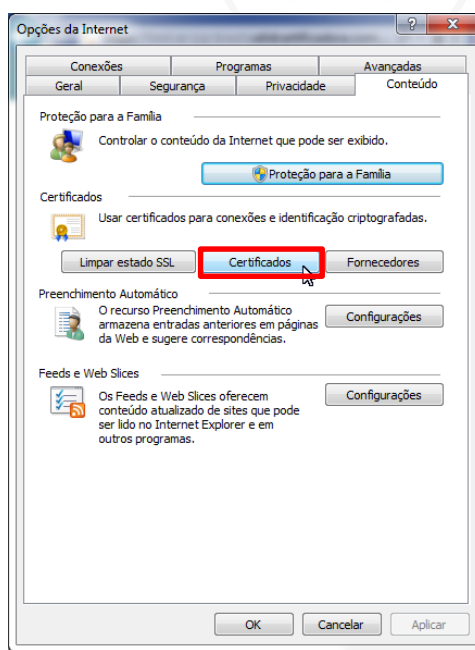 Opções da Internet
Conexões Programas Avançadas
Geral Segurança Privacidade Conteúdo
Proteção para a Família
Controlar o conteúdo da Internet que pode ser exibido.
Proteção para a Família
Certificados
Usar certificados para conexões e identificação criptografadas.
Limpar estado SSL Certificados Fornecedores
Preenchimento Automático
O recurso Preenchimento Automático
armazena entradas anteriores em páginas
da Web e sugere correspondências.
Configurações
Feeds e Web Slices
Os Feeds e Web Slices oferecem
conteúdo atualizado de sites que pode
ser lido no Internet Explorer e em
outros programas.
Configurações
OK Cancelar Aplicar